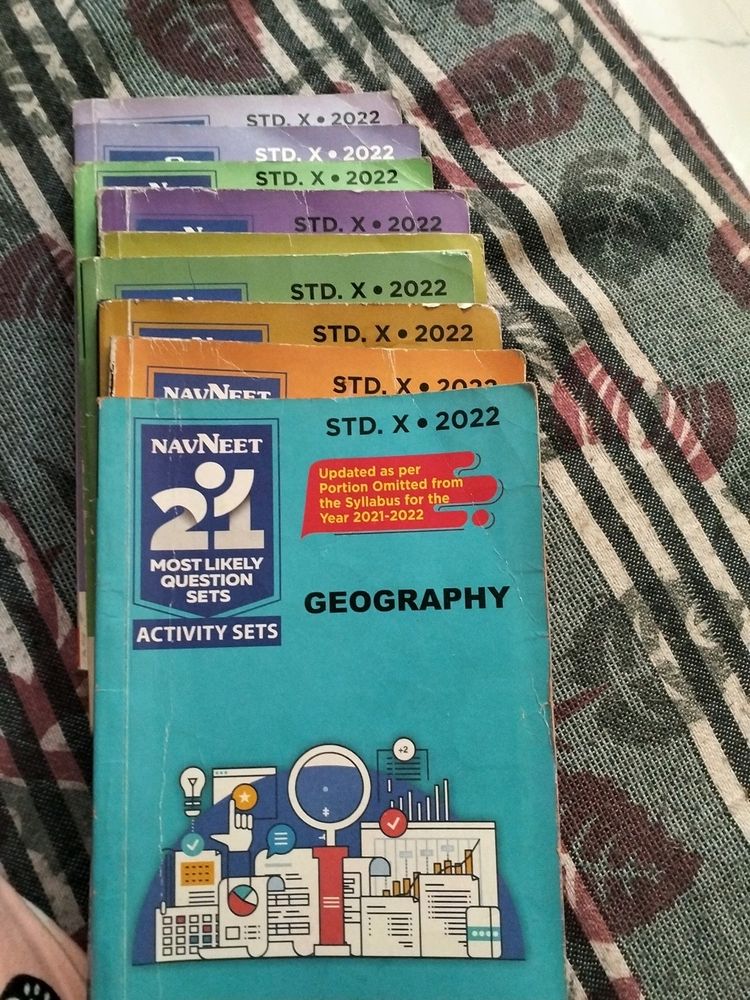 STD. X • 2022
STD. X • 2022
STD. X • 2022
STD. X • 2022
STD. X • 2022
STD. X • 2022
STD. X • 2022
NAVNEET
STD. X • 2022
NAVNEET
21
MOST LIKELY
QUESTION
SETS
ACTIVITY SETS
Updated as per
Portion Omitted from
the Syllabus for the
Year 2021-2022
GEOGRAPHY
+2